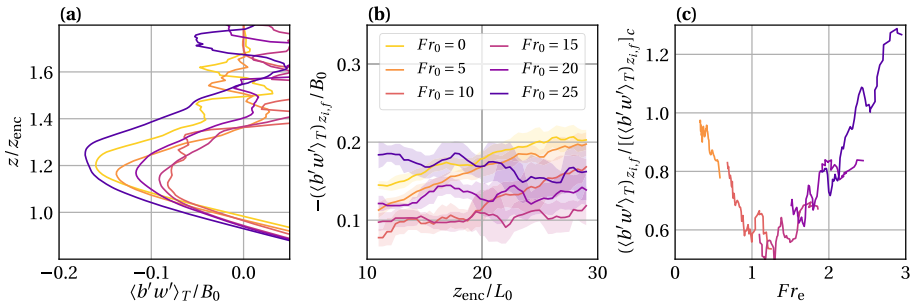 (a)
z/z_enc
1.6
1.4
1.2
1.0
−0.2 −0.1 0.0
⟨b′w′⟩_T/B_0
(b)
−(⟨b′w′⟩_T)_{z_{i,f}}/B_0
0.3
0.2
0.1
Fr_0 = 0
Fr_0 = 5
Fr_0 = 10
Fr_0 = 15
Fr_0 = 20
Fr_0 = 25
10 20 30
z_enc/L_0
(c)
(⟨b′w′⟩_T)_{z_{i,f}}/[(⟨b′w′⟩_T)_{z_{i,f}}]_c
1.2
1.0
0.8
0.6
0 1 2 3
Fr_e